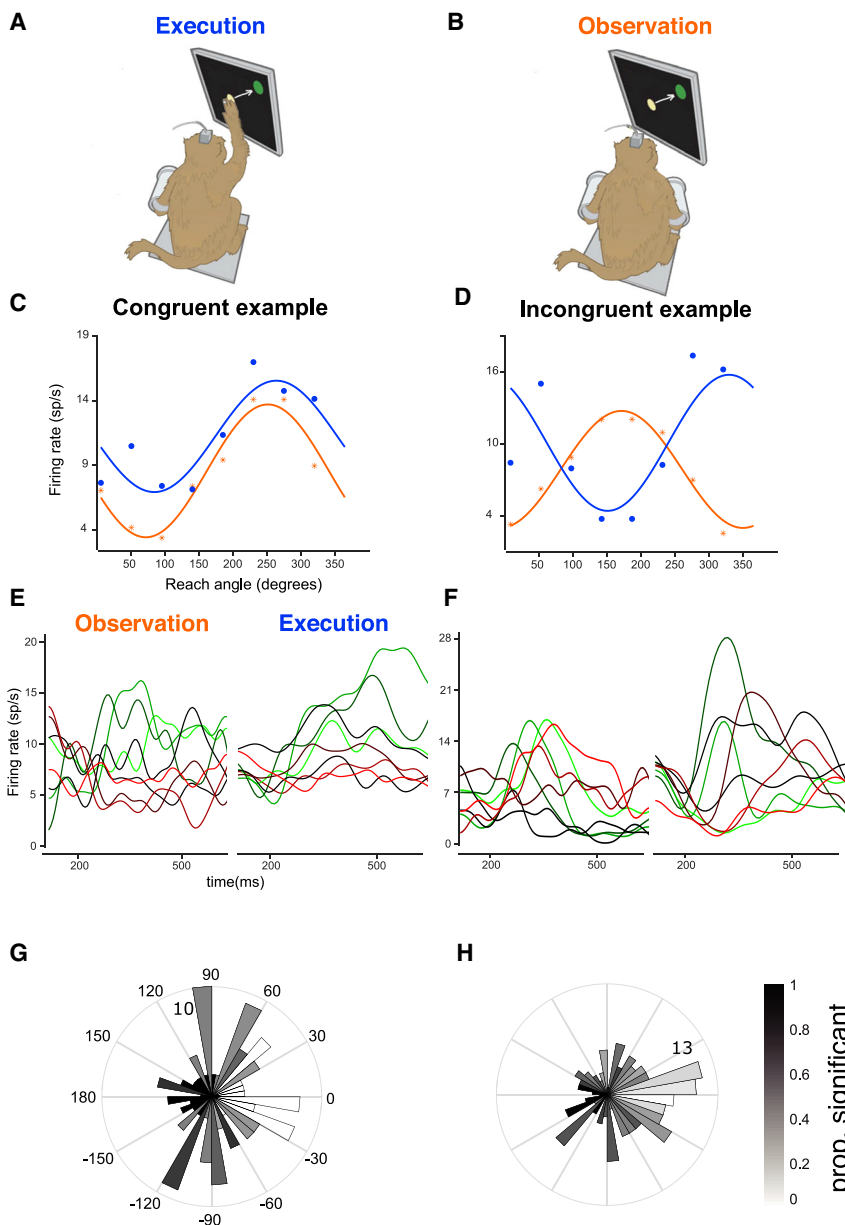 A
Execution
B
Observation
C
Congruent example
D
Incongruent example
19
14
9
4
Firing rate (sp/s)
50 100 150 200 250 300 350
Reach angle (degrees)
16
10
4
50 100 150 200 250 300 350
E
Observation
Execution
F
20
15
10
5
0
Firing rate (sp/s)
200 500 200 500
time(ms)
28
21
14
7
0
200 500 200 500
G
90
120 60
10
150 30
180 0
-150 -30
-120 -60
-90
H
13
1
0.8
0.6
0.4
0.2
0
prop. significant